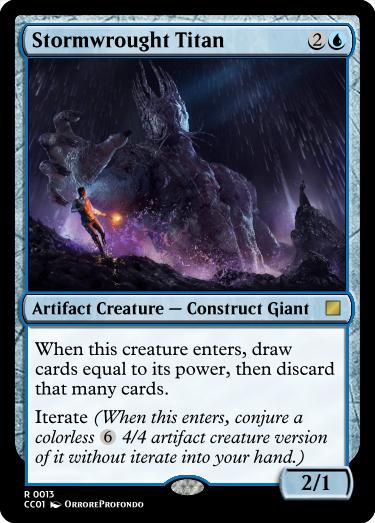 Stormwrought Titan 2
Artifact Creature — Construct Giant
When this creature enters, draw
cards equal to its power, then discard
that many cards.
Iterate (When this enters, conjure a
colorless 6 4/4 artifact creature version
of it without iterate into your hand.)
2/1
R 0013
CC01 OrroreProfondo